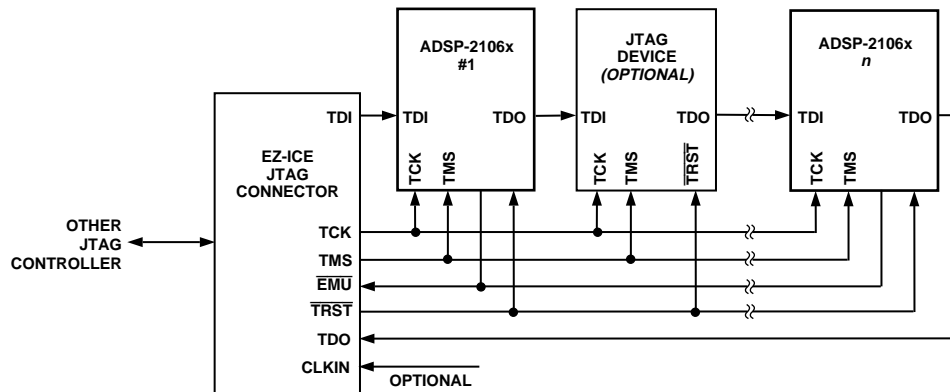 ADSP-2106x
#1
TDI
TDO
TCK
TMS
JTAG
DEVICE
(OPTIONAL)
TDI
TDO
TCK
TMS
TRST
ADSP-2106x
n
TDI
TDO
TCK
TMS
EZ-ICE
JTAG
CONNECTOR
TDI
TCK
TMS
EMU
TRST
TDO
CLKIN
OTHER
JTAG
CONTROLLER
OPTIONAL